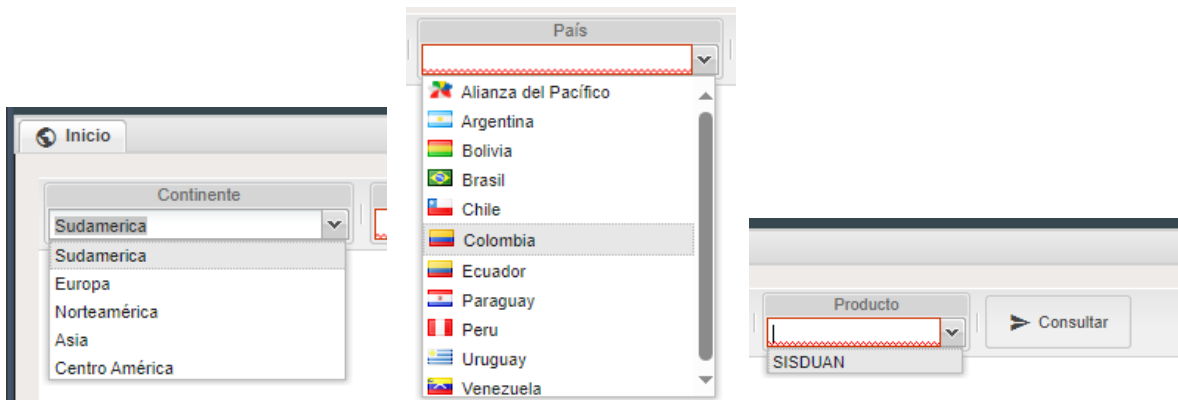 Inicio
Continente
Sudamerica
Sudamerica
Europa
Norteamérica
Asia
Centro América
País
Alianza del Pacífico
Argentina
Bolivia
Brasil
Chile
Colombia
Ecuador
Paraguay
Peru
Uruguay
Venezuela
Producto
SISDUAN
Consultar